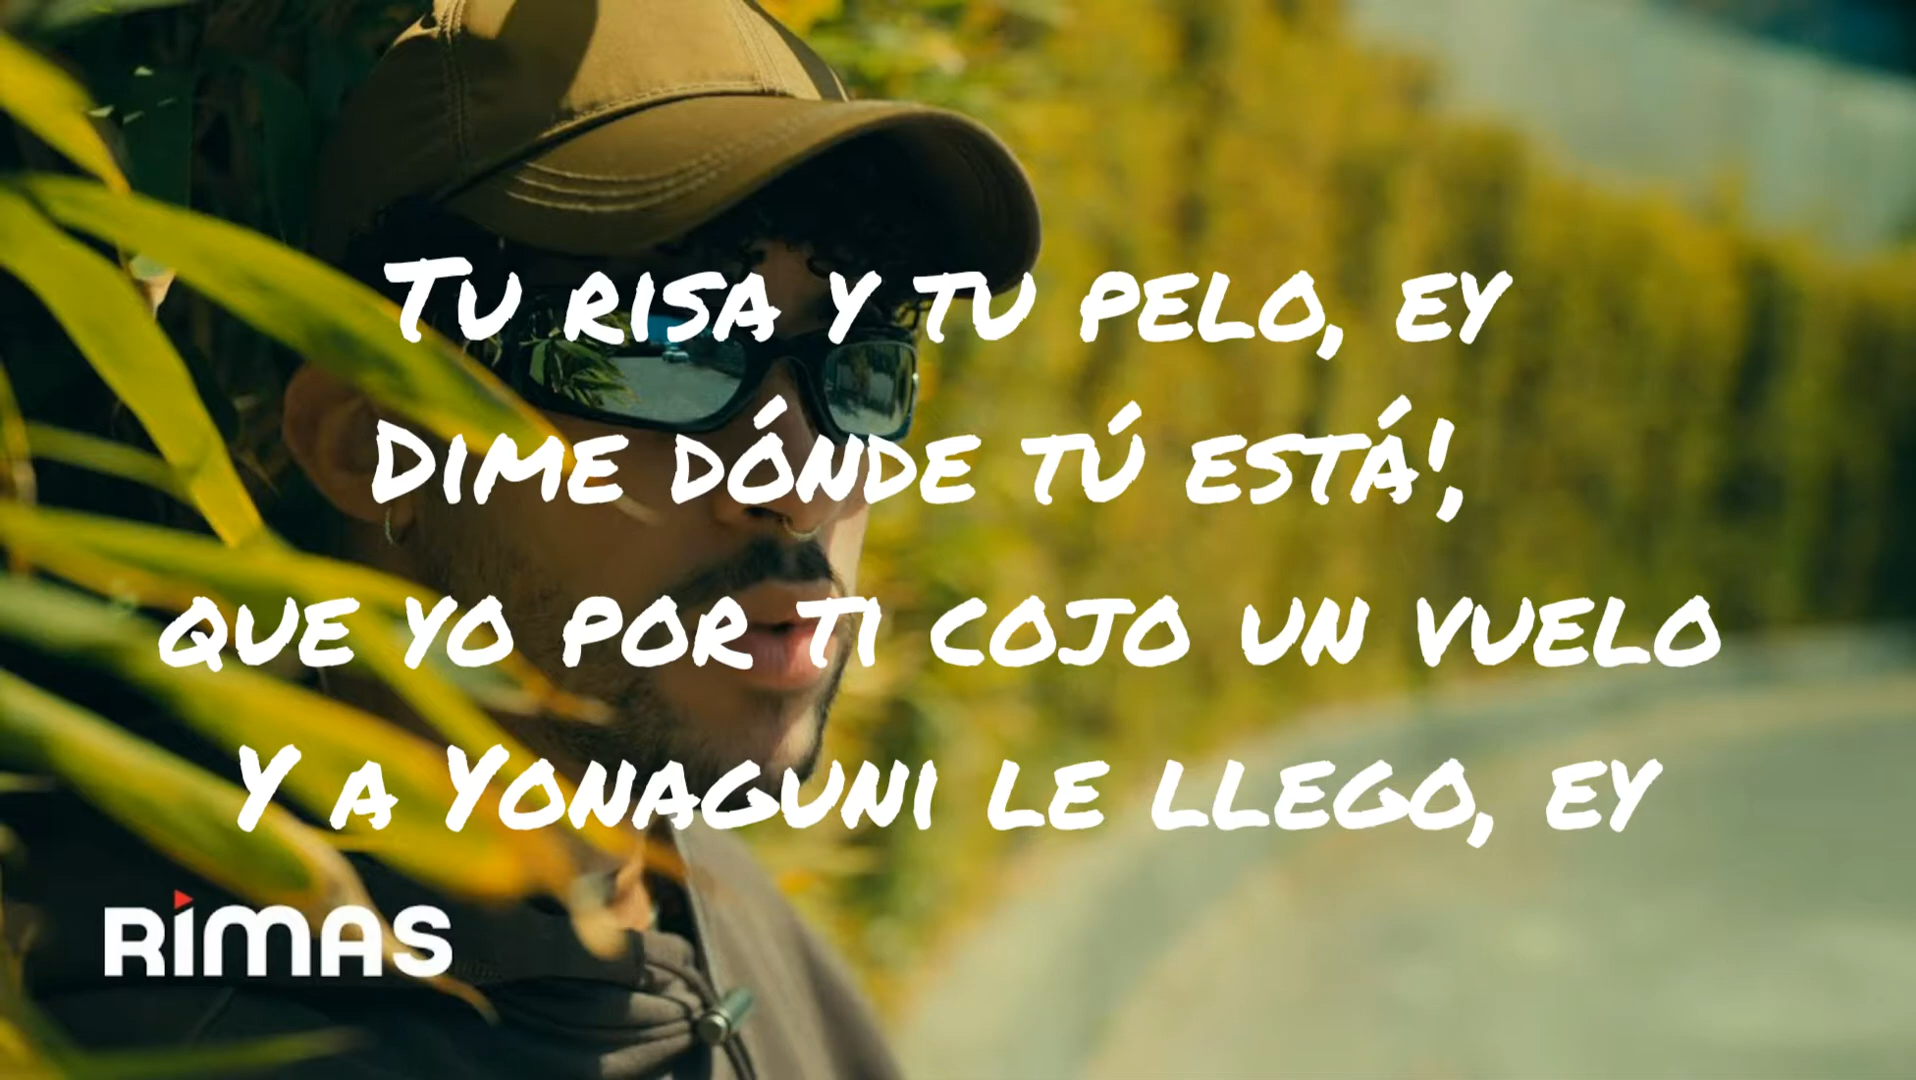 Tu risa y tu pelo, ey
Dime dónde tú está',
que yo por ti cojo un vuelo
Y a Yonaguni le llego, ey
RIMAS